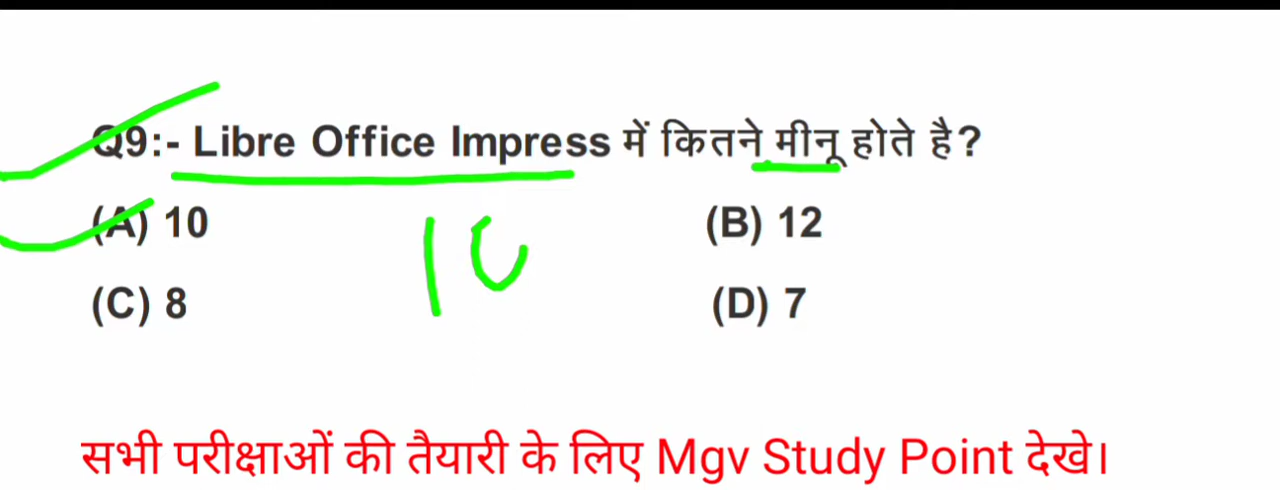 Q9:- Libre Office Impress में कितने मीनू होते है?
(A) 10 (B) 12
10
(C) 8 (D) 7
सभी परीक्षाओं की तैयारी के लिए Mgv Study Point देखे।